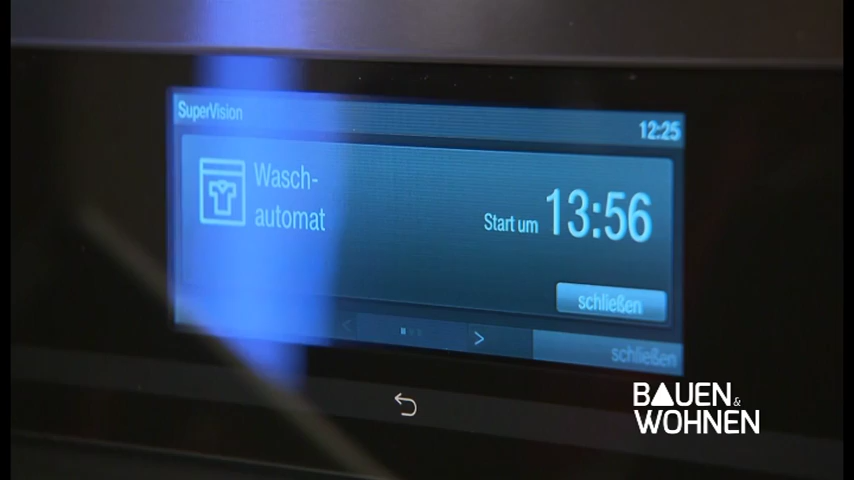 SuperVision
12:25
Wasch-
automat
Start um 13:56
schließen
schließen
BAUEN &
WOHNEN